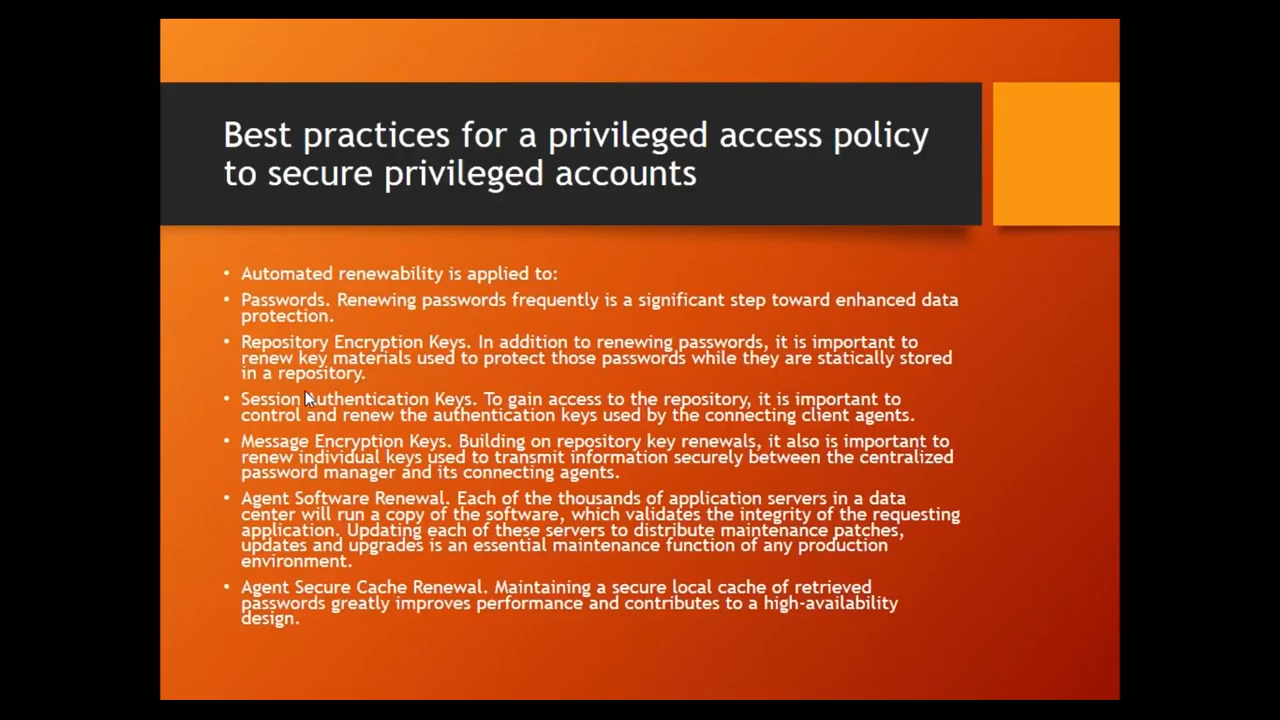 Best practices for a privileged access policy
to secure privileged accounts
• Automated renewability is applied to:
• Passwords. Renewing passwords frequently is a significant step toward enhanced data
protection.
• Repository Encryption Keys. In addition to renewing passwords, it is important to
renew key materials used to protect those passwords while they are statically stored
in a repository.
• Session Authentication Keys. To gain access to the repository, it is important to
control and renew the authentication keys used by the connecting client agents.
• Message Encryption Keys. Building on repository key renewals, it also is important to
renew individual keys used to transmit information securely between the centralized
password manager and its connecting agents.
• Agent Software Renewal. Each of the thousands of application servers in a data
center will run a copy of the software, which validates the integrity of the requesting
application. Updating each of these servers to distribute maintenance patches,
updates and upgrades is an essential maintenance function of any production
environment.
• Agent Secure Cache Renewal. Maintaining a secure local cache of retrieved
passwords greatly improves performance and contributes to a high-availability
design.